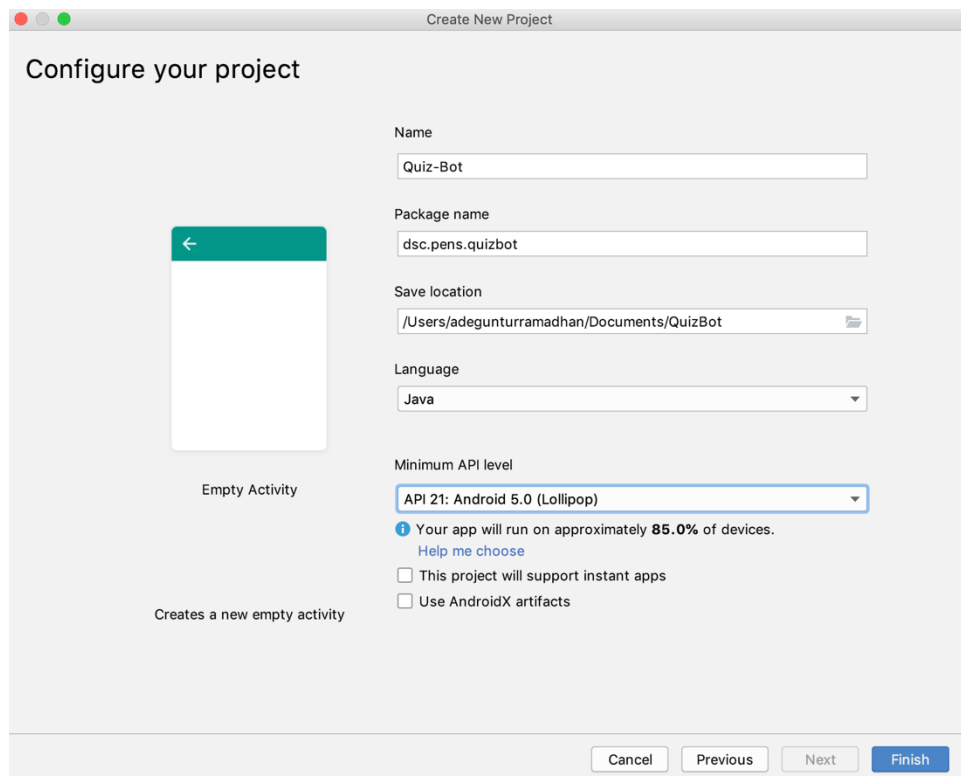 Create New Project
Configure your project
Name
Quiz-Bot
Package name
dsc.pens.quizbot
Save location
/Users/adegunturramadhan/Documents/QuizBot
Language
Java
Minimum API level
API 21: Android 5.0 (Lollipop)
Your app will run on approximately 85.0% of devices.
Help me choose
This project will support instant apps
Use AndroidX artifacts
Empty Activity
Creates a new empty activity
Cancel
Previous
Next
Finish